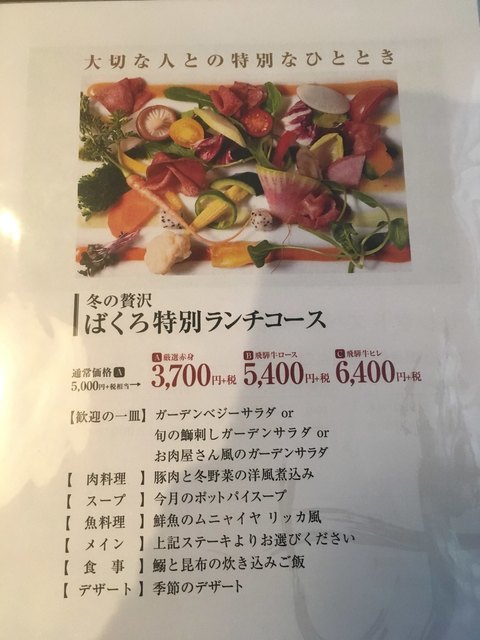 大切な人との特別なひととき
冬の贅沢
ばくろ特別ランチコース
A 厳選赤身 B 飛騨牛ロース C 飛騨牛ヒレ
通常価格 A
5,000円+税相当→ 3,700円+税 5,400円+税 6,400円+税
【歓迎の一皿】 ガーデンベジーサラダ or
旬の鰤刺しガーデンサラダ or
お肉屋さん風のガーデンサラダ
【 肉料理 】 豚肉と冬野菜の洋風煮込み
【 スープ 】 今月のポットパイスープ
【 魚料理 】 鮮魚のムニャイヤ リッカ風
【 メイン 】 上記ステーキよりお選びください
【 食 事 】 鰯と昆布の炊き込みご飯
【 デザート 】 季節のデザート